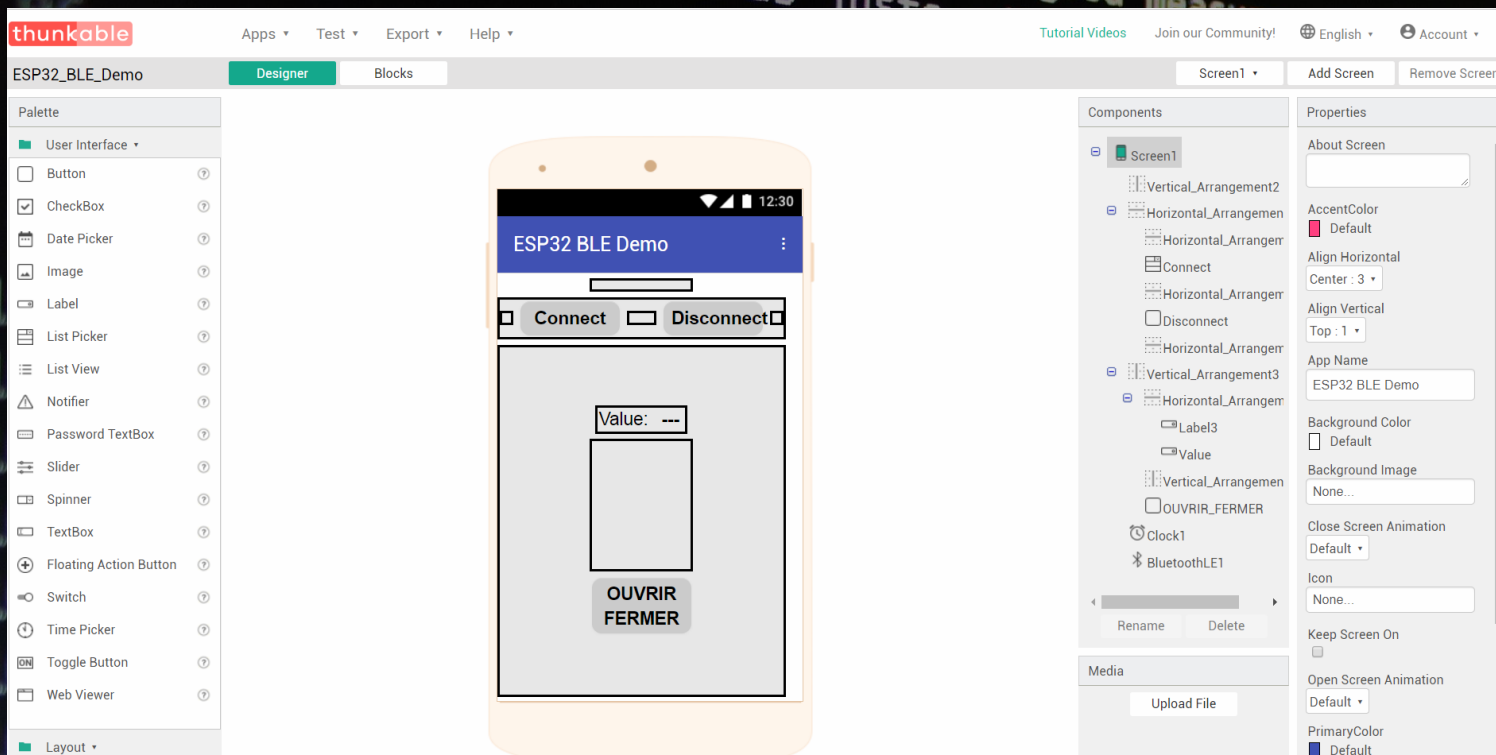 thunkable
Apps
Test
Export
Help
Tutorial Videos
Join our Community!
English
Account
ESP32_BLE_Demo
Designer
Blocks
Screen1
Add Screen
Remove Screen
Palette
User Interface
Button
CheckBox
Date Picker
Image
Label
List Picker
List View
Notifier
Password TextBox
Slider
Spinner
TextBox
Floating Action Button
Switch
Time Picker
ON
Toggle Button
Web Viewer
Layout
12:30
ESP32 BLE Demo
Connect
Disconnect
Value: ---
OUVRIR
FERMER
Components
Screen1
Vertical_Arrangement2
Horizontal_Arrangemen
Horizontal_Arrangem
Connect
Horizontal_Arrangem
Disconnect
Horizontal_Arrangem
Vertical_Arrangement3
Horizontal_Arrangem
Label3
Value
Vertical_Arrangemen
OUVRIR_FERMER
Clock1
BluetoothLE1
Rename
Delete
Media
Upload File
Properties
About Screen
AccentColor
Default
Align Horizontal
Center : 3
Align Vertical
Top : 1
App Name
ESP32 BLE Demo
Background Color
Default
Background Image
None...
Close Screen Animation
Default
Icon
None...
Keep Screen On
Open Screen Animation
Default
PrimaryColor
Default